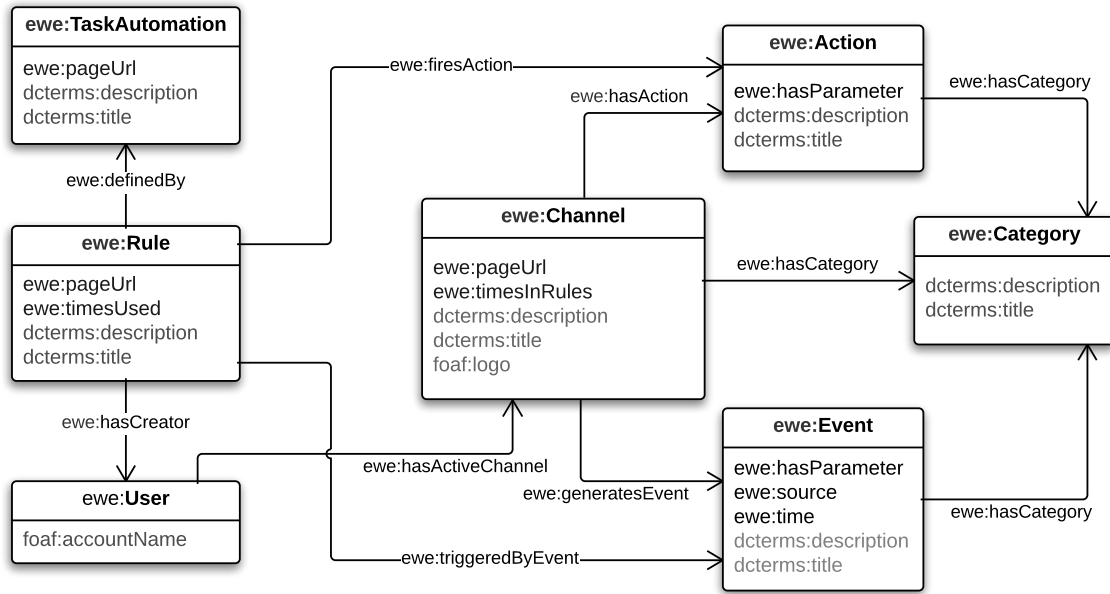 ewe:TaskAutomation
ewe:pageUrl
dcterms:description
dcterms:title
ewe:definedBy
ewe:Rule
ewe:pageUrl
ewe:timesUsed
dcterms:description
dcterms:title
ewe:hasCreator
ewe:User
foaf:accountName
ewe:firesAction
ewe:hasAction
ewe:Channel
ewe:pageUrl
ewe:timesInRules
dcterms:description
dcterms:title
foaf:logo
ewe:hasActiveChannel
ewe:generatesEvent
ewe:triggeredByEvent
ewe:Action
ewe:hasParameter
dcterms:description
dcterms:title
ewe:hasCategory
ewe:hasCategory
ewe:Category
dcterms:description
dcterms:title
ewe:Event
ewe:hasParameter
ewe:source
ewe:time
dcterms:description
dcterms:title
ewe:hasCategory